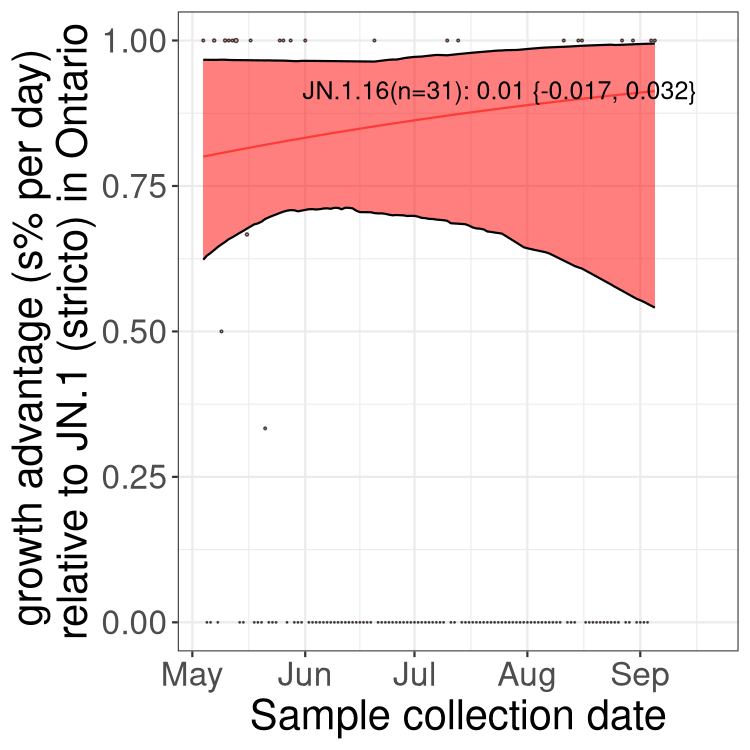 growth advantage (s% per day)
relative to JN.1 (stricto) in Ontario
1.00
0.75
0.50
0.25
0.00
JN.1.16(n=31): 0.01 {-0.017, 0.032}
May Jun Jul Aug Sep
Sample collection date